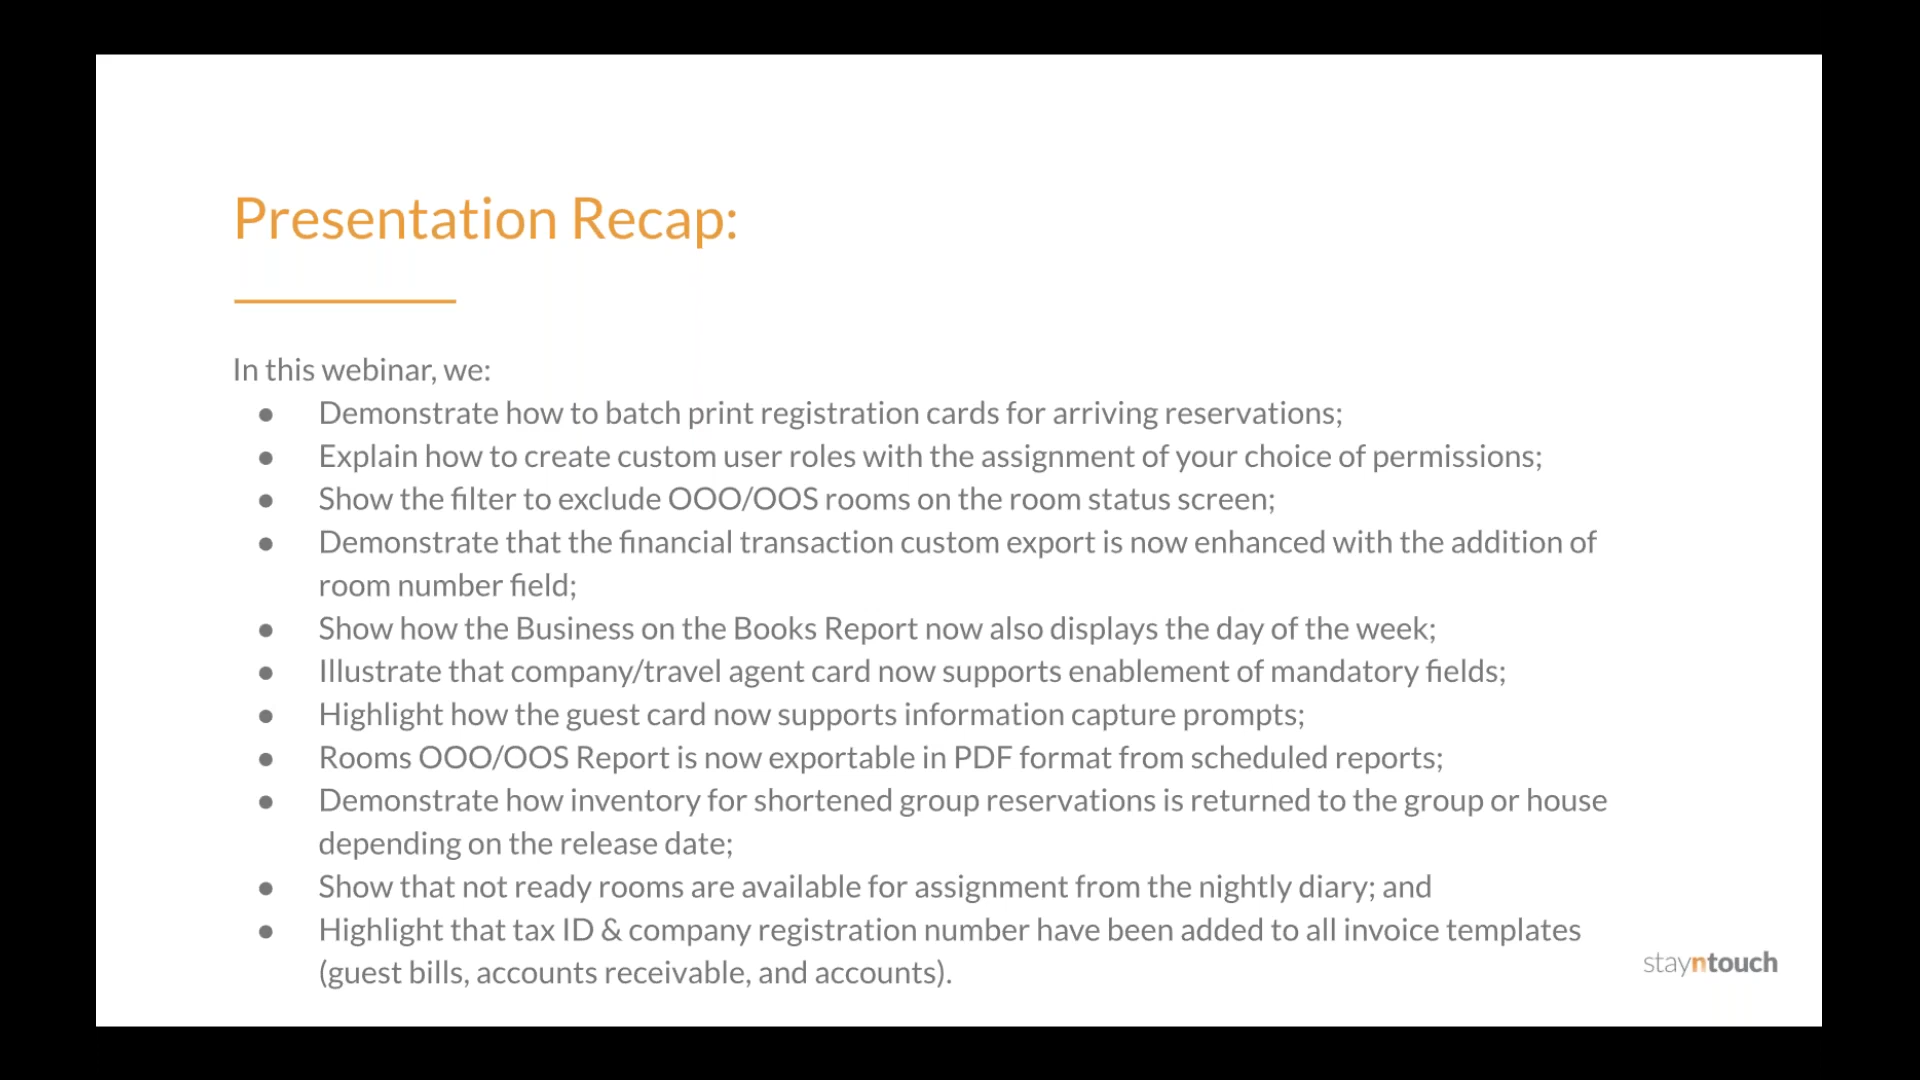 Presentation Recap:
In this webinar, we:
● Demonstrate how to batch print registration cards for arriving reservations;
● Explain how to create custom user roles with the assignment of your choice of permissions;
● Show the filter to exclude OOO/OOS rooms on the room status screen;
● Demonstrate that the financial transaction custom export is now enhanced with the addition of
room number field;
● Show how the Business on the Books Report now also displays the day of the week;
● Illustrate that company/travel agent card now supports enablement of mandatory fields;
● Highlight how the guest card now supports information capture prompts;
● Rooms OOO/OOS Report is now exportable in PDF format from scheduled reports;
● Demonstrate how inventory for shortened group reservations is returned to the group or house
depending on the release date;
● Show that not ready rooms are available for assignment from the nightly diary; and
● Highlight that tax ID & company registration number have been added to all invoice templates
(guest bills, accounts receivable, and accounts).
stayntouch